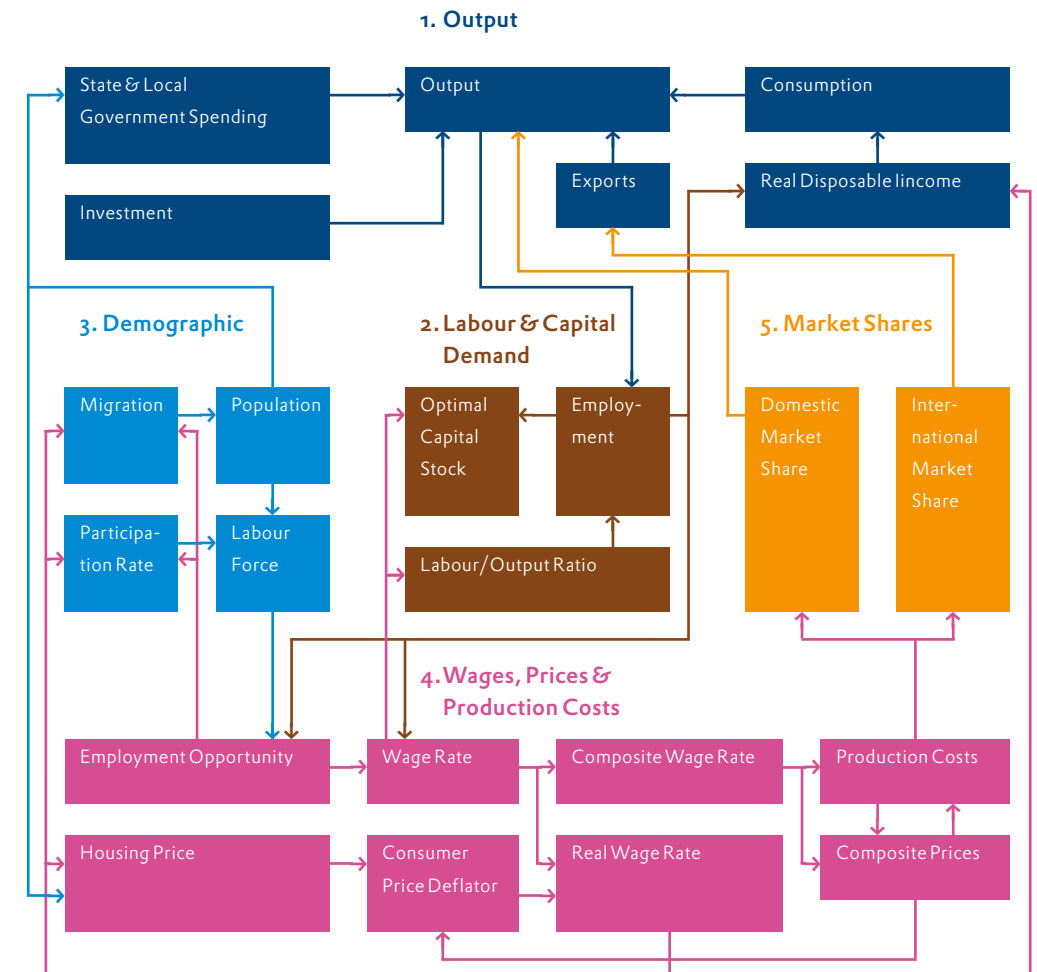 1. Output
State & Local
Government Spending
Output
Consumption
Exports
Real Disposable Iincome
Investment
3. Demographic
2. Labour & Capital
Demand
5. Market Shares
Migration
Population
Optimal
Capital
Stock
Employ-
ment
Domestic
Market
Share
Inter-
national
Market
Share
Participa-
tion Rate
Labour
Force
Labour/Output Ratio
4. Wages, Prices &
Production Costs
Employment Opportunity
Wage Rate
Composite Wage Rate
Production Costs
Housing Price
Consumer
Price Deflator
Real Wage Rate
Composite Prices